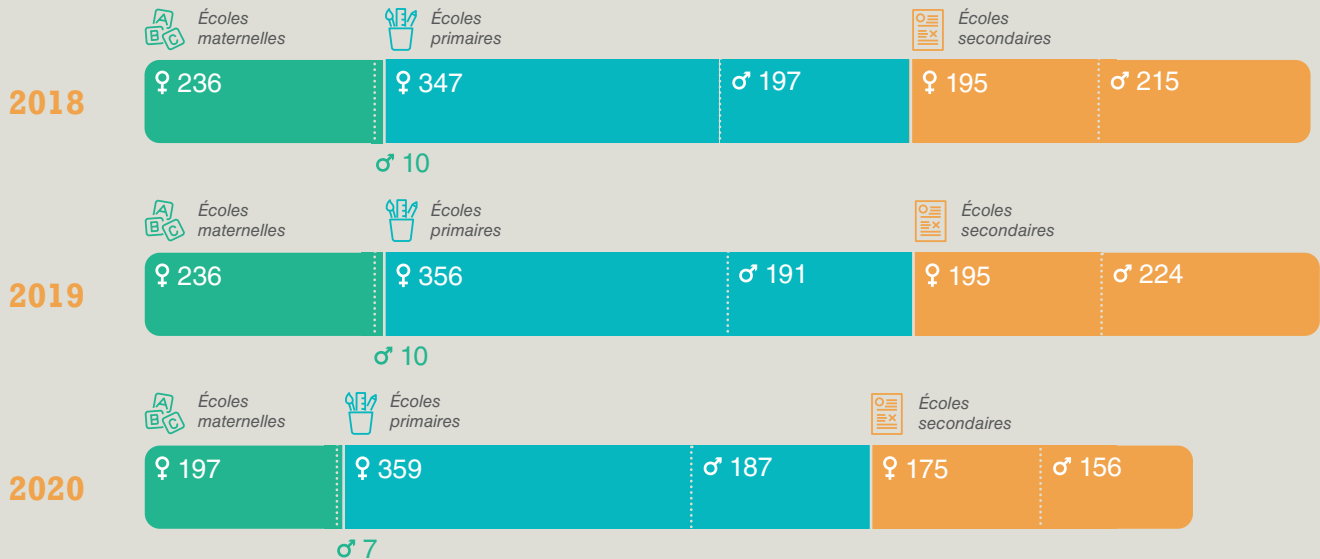 Écoles
maternelles
Écoles
primaires
Écoles
secondaires
2018
♀ 236
♀ 347
♂ 197
♀ 195
♂ 215
♂ 10
Écoles
maternelles
Écoles
primaires
Écoles
secondaires
2019
♀ 236
♀ 356
♂ 191
♀ 195
♂ 224
♂ 10
Écoles
maternelles
Écoles
primaires
Écoles
secondaires
2020
♀ 197
♀ 359
♂ 187
♀ 175
♂ 156
♂ 7